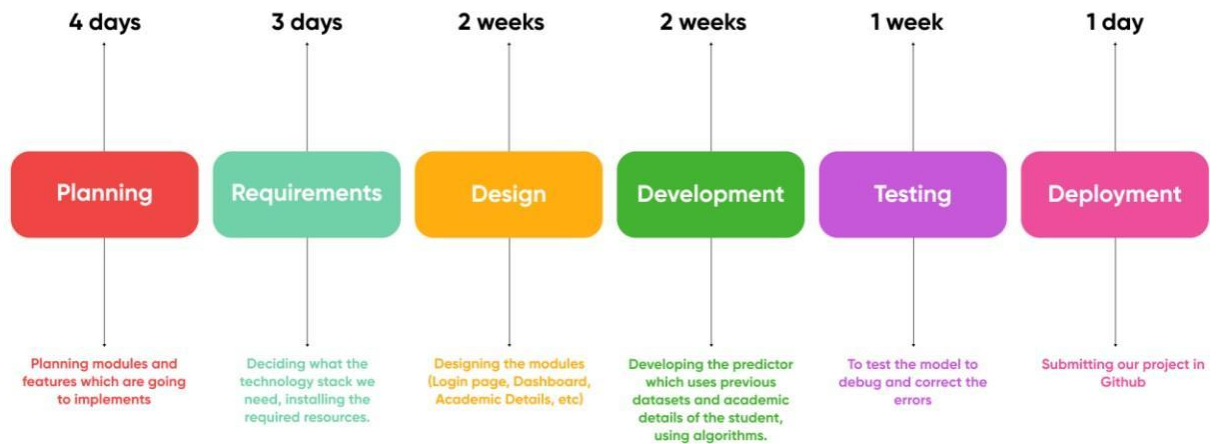 4 days
3 days
2 weeks
2 weeks
1 week
1 day
Planning
Requirements
Design
Development
Testing
Deployment
Planning modules and
features which are going
to implements
Deciding what the
technology stack we
need, installing the
required resources.
Designing the modules
(Login page, Dashboard,
Academic Details, etc)
Developing the predictor
which uses previous
datasets and academic
details of the student,
using algorithms.
To test the model to
debug and correct the
errors
Submitting our project in
Github